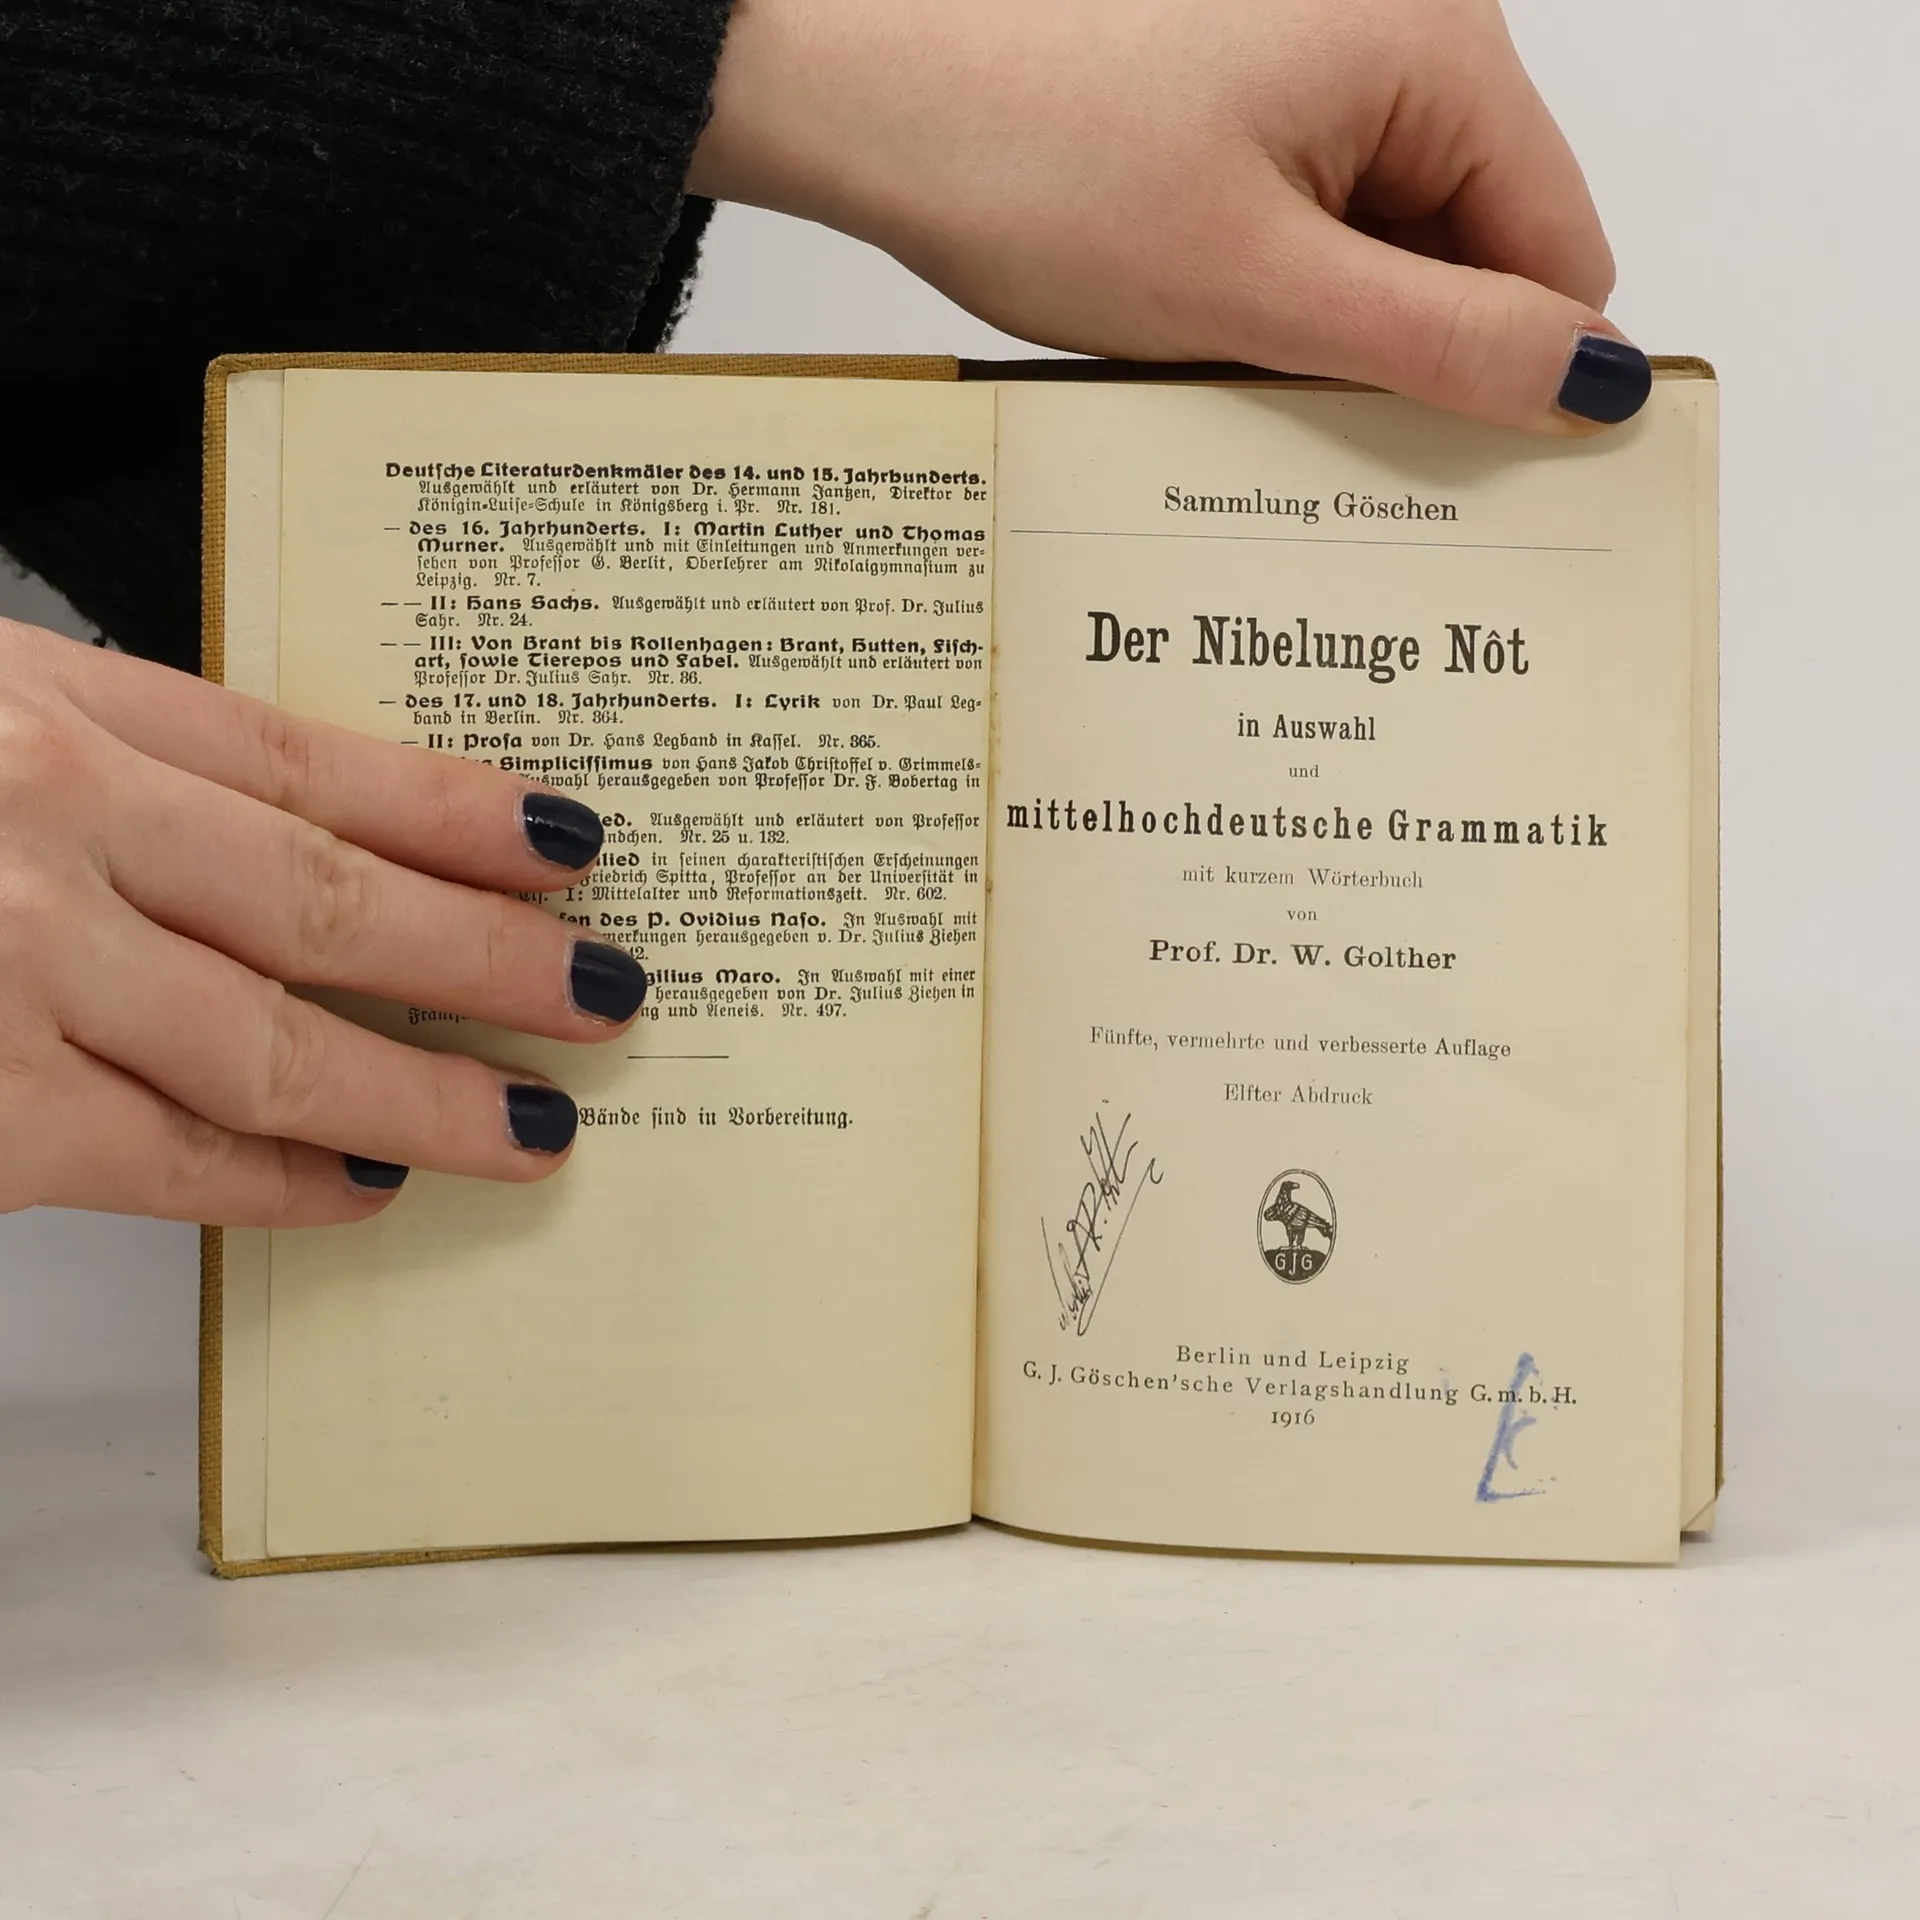 Deutſche Literaturdenkmäler des 14. und 15. Jahrhunderts.
Ausgewählt und erläutert von Dr. Hermann Jantzen, Direktor der
Königin-Luiſe-Schule in Königsberg i. Pr. Nr. 181.
— des 16. Jahrhunderts. I: Martin Luther und Thomas
Murner. Ausgewählt und mit Einleitungen und Anmerkungen ver-
ſehen von Profeſſor G. Berlit, Oberlehrer am Nikolaigymnaſium zu
Leipzig. Nr. 7.
— — II: Hans Sachs. Ausgewählt und erläutert von Prof. Dr. Julius
Sahr. Nr. 24.
— — III: Von Brant bis Rollenhagen: Brant, Hutten, Fiſch-
art, ſowie Tierepos und Fabel. Ausgewählt und erläutert von
Profeſſor Dr. Julius Sahr. Nr. 36.
— des 17. und 18. Jahrhunderts. I: Lyrik von Dr. Paul Leg-
band in Berlin. Nr. 364.
— II: Proſa von Dr. Hans Legband in Kaſſel. Nr. 365.
Simpliciſſimus von Hans Jakob Chriſtoffel v. Grimmels-
Auswahl herausgegeben von Profeſſor Dr. F. Bobertag in
ed. Ausgewählt und erläutert von Profeſſor
ndchen. Nr. 25 u. 132.
lied in ſeinen charakteriſtiſchen Erſcheinungen
Friedrich Spitta, Profeſſor an der Univerſität in
I: Mittelalter und Reformationszeit. Nr. 602.
en des P. Ovidius Naſo. In Auswahl mit
merkungen herausgegeben v. Dr. Julius Ziehen
12.
gilius Maro. In Auswahl mit einer
herausgegeben von Dr. Julius Ziehen in
ng und Aeneis. Nr. 497.
Bände ſind in Vorbereitung.
Sammlung Göschen
Der Nibelunge Nôt
in Auswahl
und
mittelhochdeutsche Grammatik
mit kurzem Wörterbuch
von
Prof. Dr. W. Golther
Fünfte, vermehrte und verbesserte Auflage
Elfter Abdruck
GJG
Berlin und Leipzig
G. J. Göschen'sche Verlagshandlung G. m. b. H.
1916